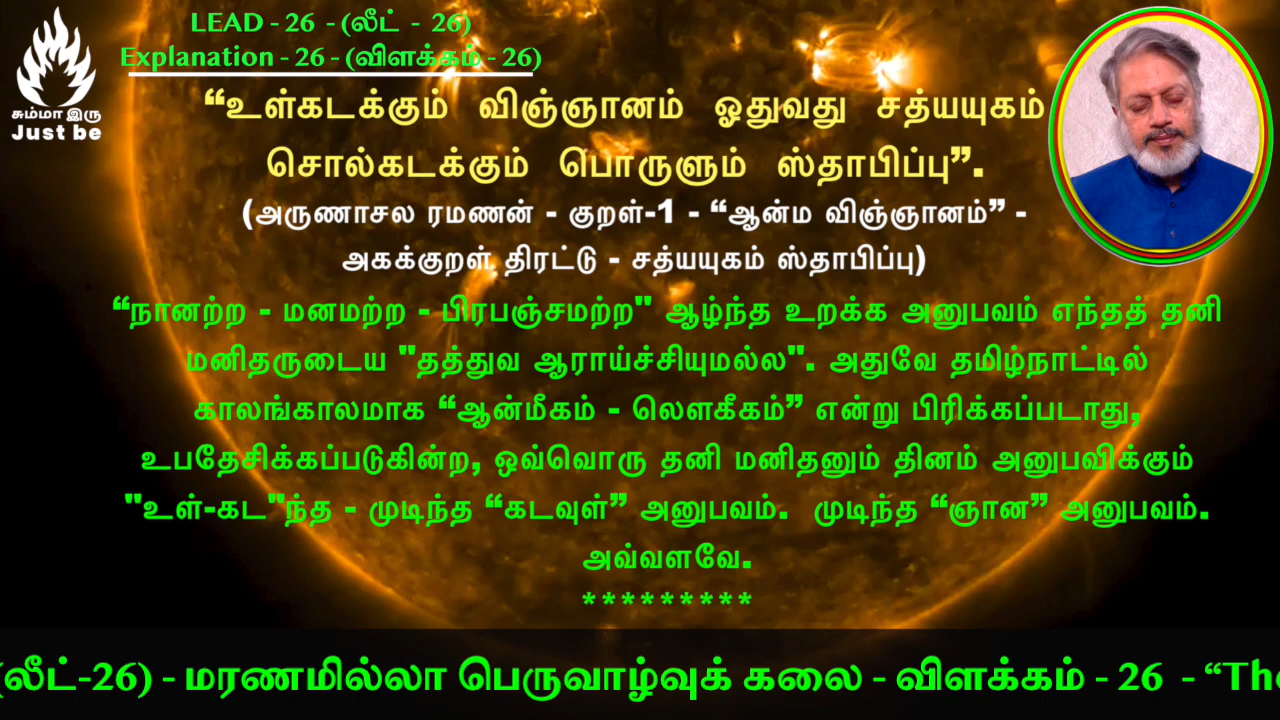 LEAD - 26 - (லீட் - 26)
Explanation - 26 - (விளக்கம் - 26)
சும்மா இரு
Just be
“உள்கடக்கும் விஞ்ஞானம் ஓதுவது சத்யயுகம்
சொல்கடக்கும் பொருளும் ஸ்தாபிப்பு”.
(அருணாசல ரமணன் - குறள்-1 - “ஆன்ம விஞ்ஞானம்” -
அகக்குறள் திரட்டு - சத்யயுகம் ஸ்தாபிப்பு)
“நானற்ற - மனமற்ற - பிரபஞ்சமற்ற" ஆழ்ந்த உறக்க அனுபவம் எந்தத் தனி
மனிதருடைய "தத்துவ ஆராய்ச்சியுமல்ல". அதுவே தமிழ்நாட்டில்
காலங்காலமாக “ஆன்மீகம் - லௌகீகம்” என்று பிரிக்கப்படாது,
உபதேசிக்கப்படுகின்ற, ஒவ்வொரு தனி மனிதனும் தினம் அனுபவிக்கும்
"உள்-கட"ந்த - முடிந்த “கடவுள்” அனுபவம். முடிந்த “ஞான” அனுபவம்.
அவ்வளவே.
*********
(லீட்-26) - மரணமில்லா பெருவாழ்வுக் கலை - விளக்கம் - 26 - “The